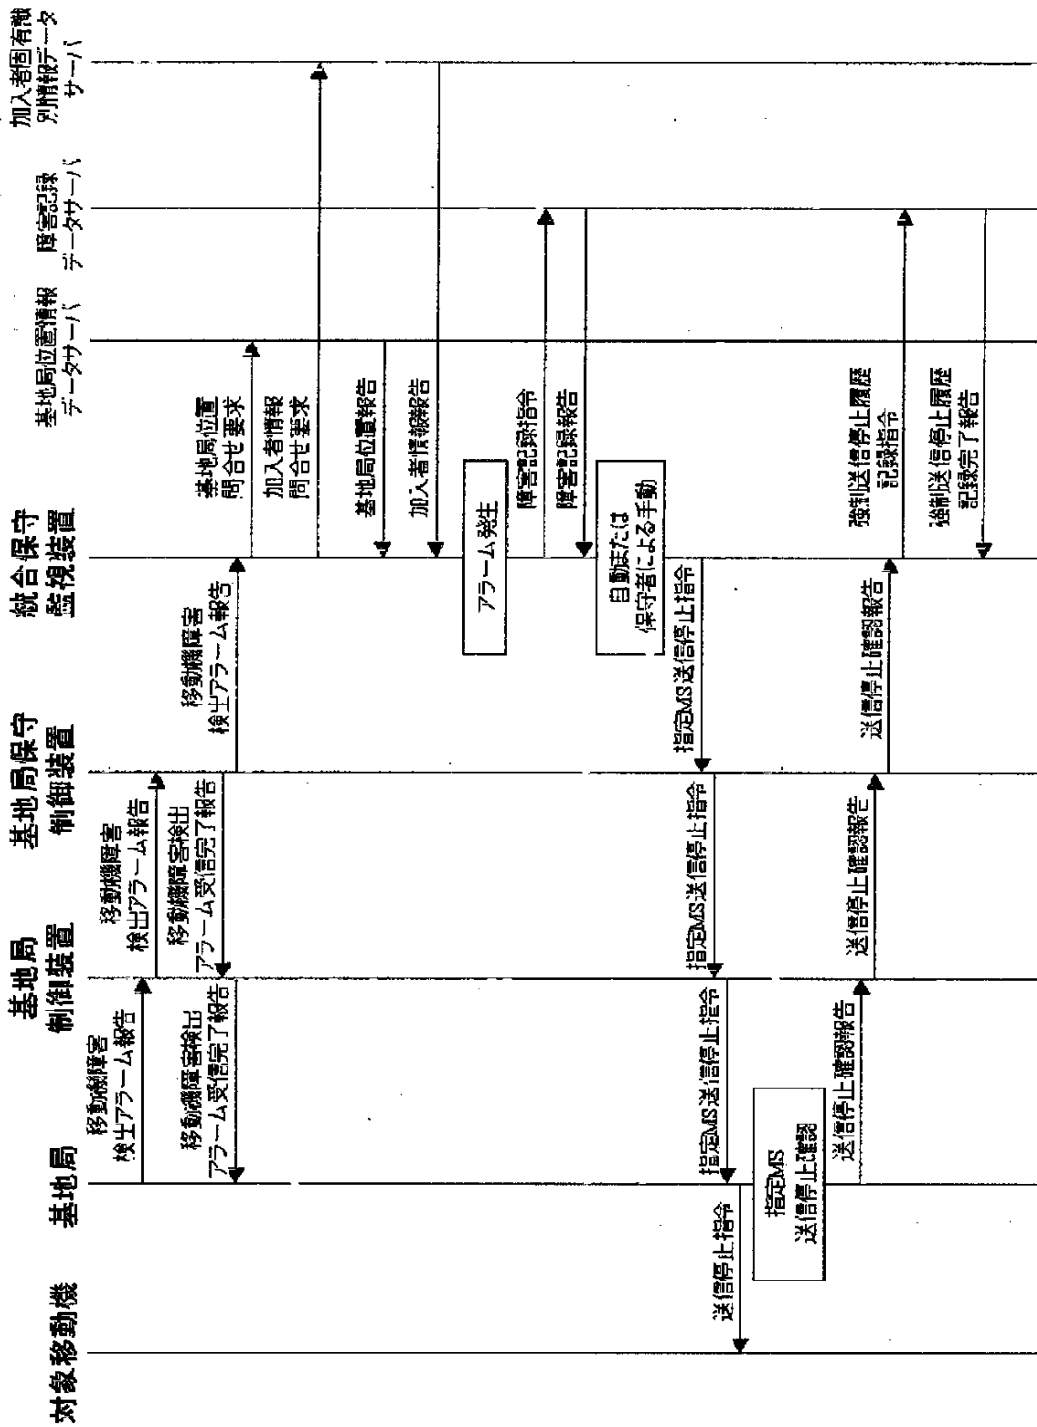 対象移動機
基地局
基地局
制御装置
基地局保守
制御装置
統合保守
監視装置
基地局位置情報
データサーバ
障害記録
データサーバ
加入者固有識
別情報データ
サーバ
移動機障害
検出アラーム報告
移動機障害
検出アラーム報告
移動機障害検出
アラーム受信完了報告
移動機障害検出
アラーム受信完了報告
移動機障害
検出アラーム報告
基地局位置
問合せ要求
加入者情報
問合せ要求
基地局位置報告
加入者情報報告
アラーム発生
障害記録指令
障害記録報告
自動または
保守者による手動
指定MS送信停止指令
指定MS送信停止指令
指定MS送信停止指令
送信停止指令
指定MS
送信停止確認
送信停止確認報告
送信停止確認報告
送信停止確認報告
強制送信停止履歴
記録指令
強制送信停止履歴
記録完了報告